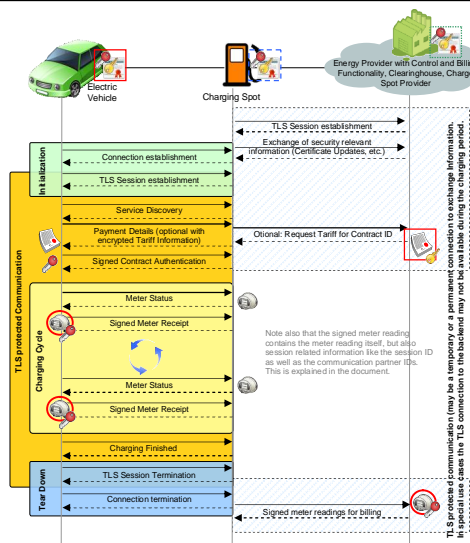 Energy Provider with Control and Billing
Functionality, Clearinghouse, Charge
Spot Provider
Electric
Vehicle
Charging Spot
TLS Session establishment
Exchange of security relevant
information (Certificate Updates, etc.)
Initialization
Connection establishment
TLS Session establishment
TLS protected Communication
Service Discovery
Payment Details (optional with
encrypted Tariff Information)
Otional: Request Tariff for Contract ID
Signed Contract Authentication
Charging Cycle
Meter Status
Signed Meter Receipt
Note also that the signed meter reading
contains the meter reading itself, but also
session related information like the session ID
as well as the communication partner IDs.
This is explained in the document.
Meter Status
Signed Meter Receipt
Charging Finished
Tear Down
TLS Session Termination
Connection termination
Signed meter readings for billing
TLS protected communication (may be a temporary or a permanent connection to exchange Information.
In special use cases the TLS connection to the backend may not be available during the charging period.